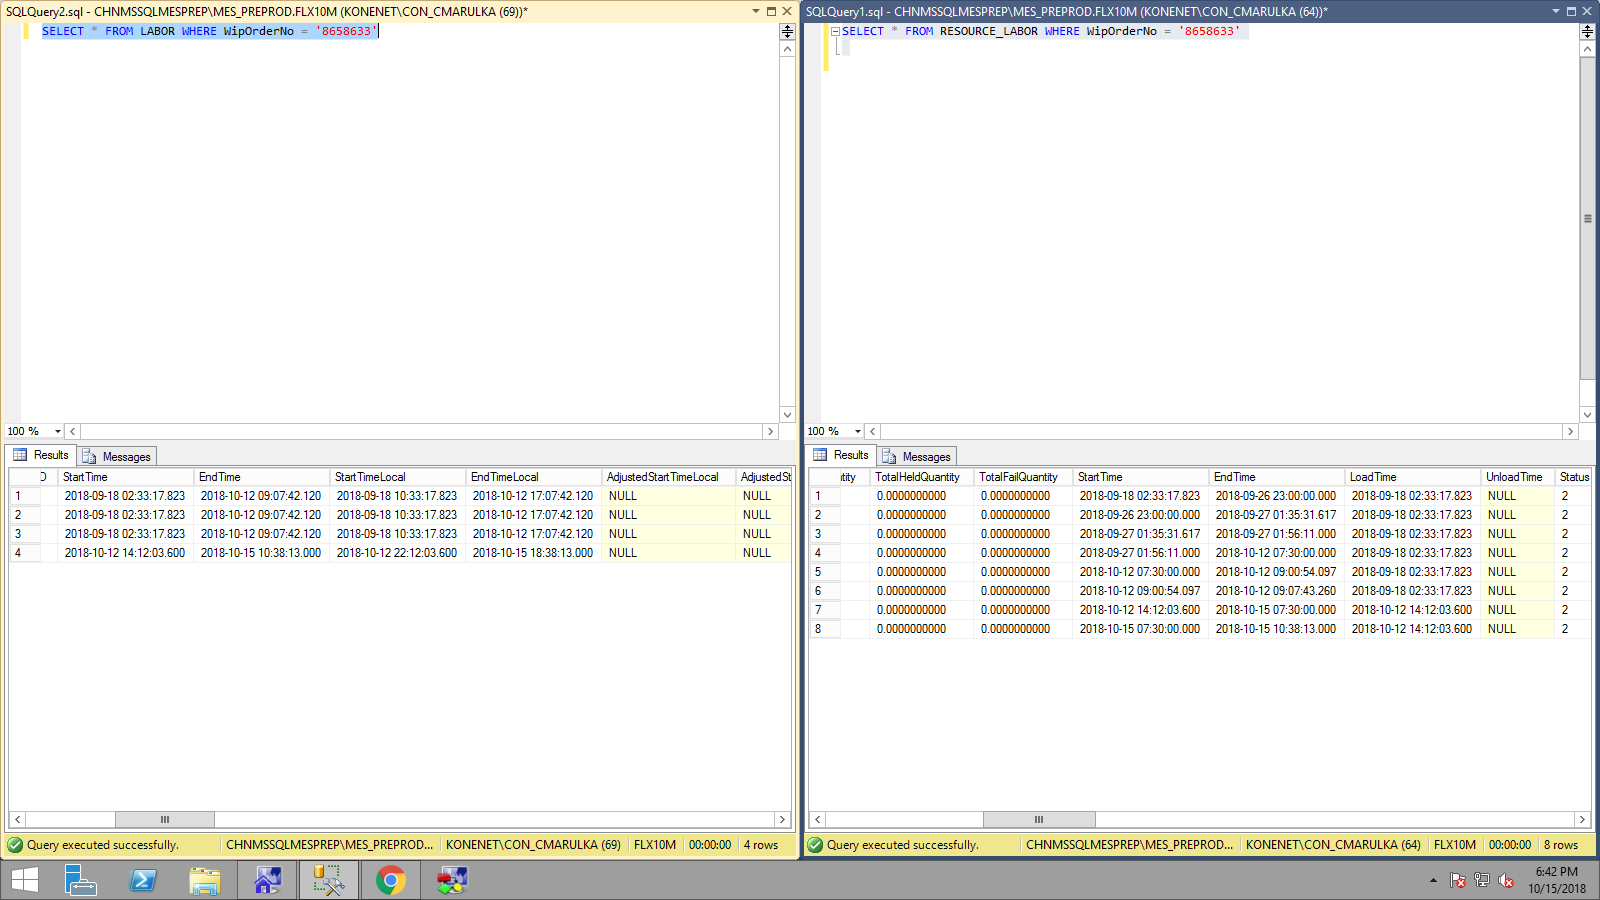 SQLQuery2.sql - CHNMSSQLMESPREP\MES_PREPROD.FLX10M (KONENET\CON_CMARULKA (69))*
SELECT * FROM LABOR WHERE WipOrderNo = '8658633'
100 %
Results Messages
D StartTime EndTime StartTimeLocal EndTimeLocal AdjustedStartTimeLocal AdjustedSt
1 2018-09-18 02:33:17.823 2018-10-12 09:07:42.120 2018-09-18 10:33:17.823 2018-10-12 17:07:42.120 NULL NULL
2 2018-09-18 02:33:17.823 2018-10-12 09:07:42.120 2018-09-18 10:33:17.823 2018-10-12 17:07:42.120 NULL NULL
3 2018-09-18 02:33:17.823 2018-10-12 09:07:42.120 2018-09-18 10:33:17.823 2018-10-12 17:07:42.120 NULL NULL
4 2018-10-12 14:12:03.600 2018-10-15 10:38:13.000 2018-10-12 22:12:03.600 2018-10-15 18:38:13.000 NULL NULL
Query executed successfully. CHNMSSQLMESPREP\MES_PREPROD... KONENET\CON_CMARULKA (69) FLX10M 00:00:00 4 rows
SQLQuery1.sql - CHNMSSQLMESPREP\MES_PREPROD.FLX10M (KONENET\CON_CMARULKA (64))*
SELECT * FROM RESOURCE_LABOR WHERE WipOrderNo = '8658633'
100 %
Results Messages
ntity TotalHeldQuantity TotalFailQuantity StartTime EndTime LoadTime UnloadTime Status
1 0.0000000000 0.0000000000 2018-09-18 02:33:17.823 2018-09-26 23:00:00.000 2018-09-18 02:33:17.823 NULL 2
2 0.0000000000 0.0000000000 2018-09-26 23:00:00.000 2018-09-27 01:35:31.617 2018-09-18 02:33:17.823 NULL 2
3 0.0000000000 0.0000000000 2018-09-27 01:35:31.617 2018-09-27 01:56:11.000 2018-09-18 02:33:17.823 NULL 2
4 0.0000000000 0.0000000000 2018-09-27 01:56:11.000 2018-10-12 07:30:00.000 2018-09-18 02:33:17.823 NULL 2
5 0.0000000000 0.0000000000 2018-10-12 07:30:00.000 2018-10-12 09:00:54.097 2018-09-18 02:33:17.823 NULL 2
6 0.0000000000 0.0000000000 2018-10-12 09:00:54.097 2018-10-12 09:07:43.260 2018-09-18 02:33:17.823 NULL 2
7 0.0000000000 0.0000000000 2018-10-12 14:12:03.600 2018-10-15 07:30:00.000 2018-10-12 14:12:03.600 NULL 2
8 0.0000000000 0.0000000000 2018-10-15 07:30:00.000 2018-10-15 10:38:13.000 2018-10-12 14:12:03.600 NULL 2
Query executed successfully. CHNMSSQLMESPREP\MES_PREPROD... KONENET\CON_CMARULKA (64) FLX10M 00:00:00 8 rows
6:42 PM
10/15/2018